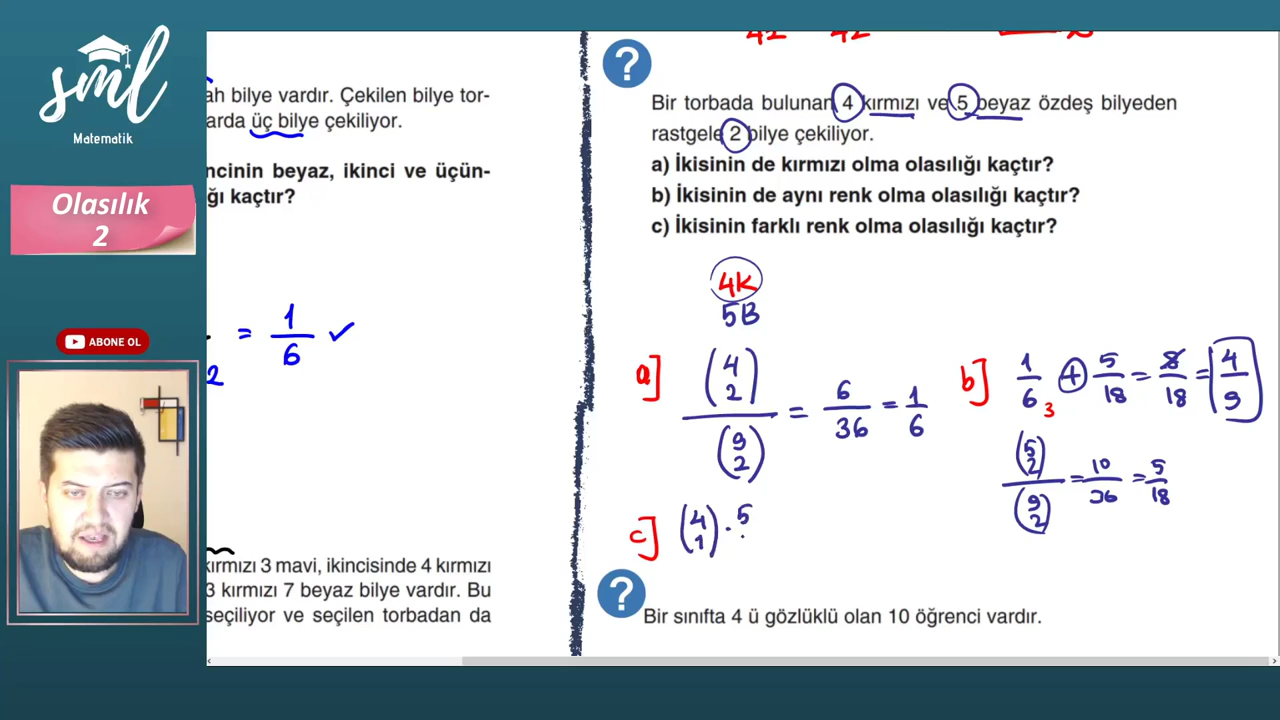 sml
Matematik
Olasılık
2
ABONE OL
ah bilye vardır. Çekilen bilye tor-
arda üç bilye çekiliyor.
ncinin beyaz, ikinci ve üçün-
ğı kaçtır?
2 = 1/6 ✓
kırmızı 3 mavi, ikincisinde 4 kırmızı
3 kırmızı 7 beyaz bilye vardır. Bu
seçiliyor ve seçilen torbadan da
42 42
?
Bir torbada bulunan 4 kırmızı ve 5 beyaz özdeş bilyeden
rastgele 2 bilye çekiliyor.
a) İkisinin de kırmızı olma olasılığı kaçtır?
b) İkisinin de aynı renk olma olasılığı kaçtır?
c) İkisinin farklı renk olma olasılığı kaçtır?
4K
5B
a] (4 2)/(9 2) = 6/36 = 1/6
b] 1/6 3 + 5/18 = 8/18 = 4/9
(5 2)/(9 2) = 10/36 = 5/18
c] (4 1) · 5
?
Bir sınıfta 4 ü gözlüklü olan 10 öğrenci vardır.